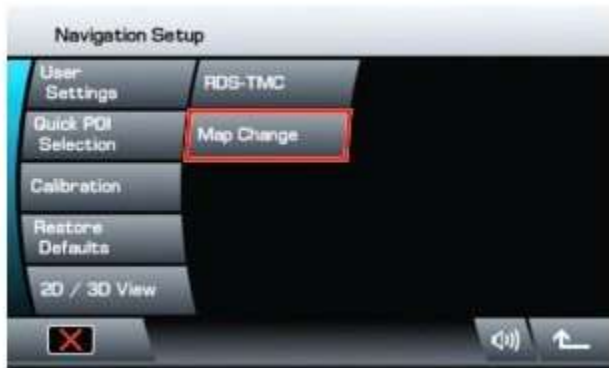 Navigation Setup
User
Settings
RDS-TMC
Quick POI
Selection
Map Change
Calibration
Restore
Defaults
2D / 3D View